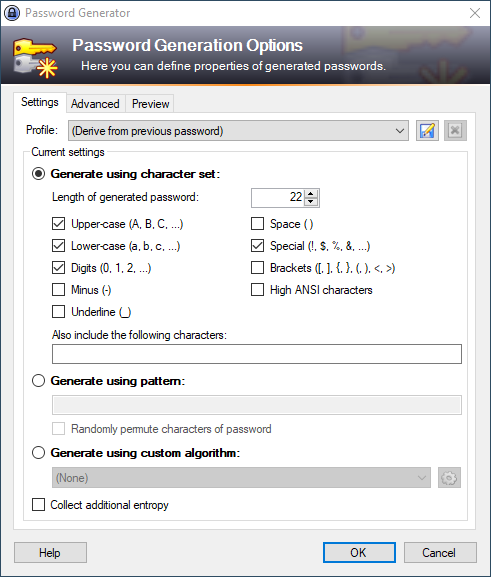 Password Generator
Password Generation Options
Here you can define properties of generated passwords.
Settings Advanced Preview
Profile: (Derive from previous password)
Current settings
Generate using character set:
Length of generated password: 22
Upper-case (A, B, C, ...) Space ( )
Lower-case (a, b, c, ...) Special (!, $, %, &, ...)
Digits (0, 1, 2, ...) Brackets ([, ], {, }, (, ), <, >)
Minus (-) High ANSI characters
Underline (_)
Also include the following characters:
Generate using pattern:
Randomly permute characters of password
Generate using custom algorithm:
(None)
Collect additional entropy
Help OK Cancel